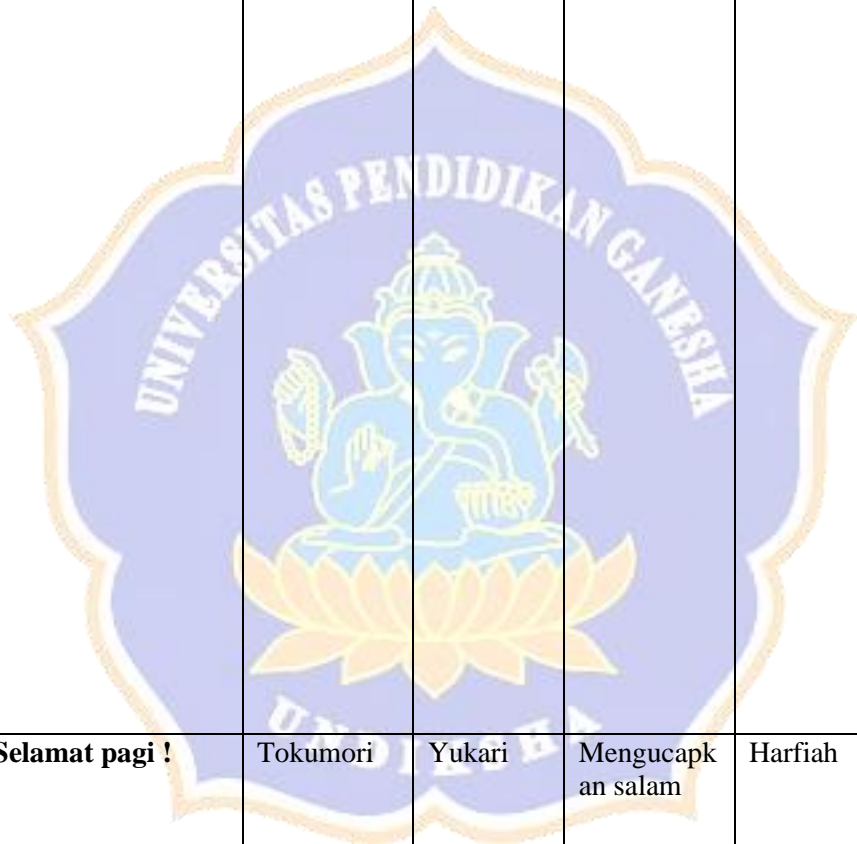 UNIVERSITAS PENDIDIKAN GANESHA
UNDIKSHA
Selamat pagi ! Tokumori Yukari Mengucapk Harfiah
an salam